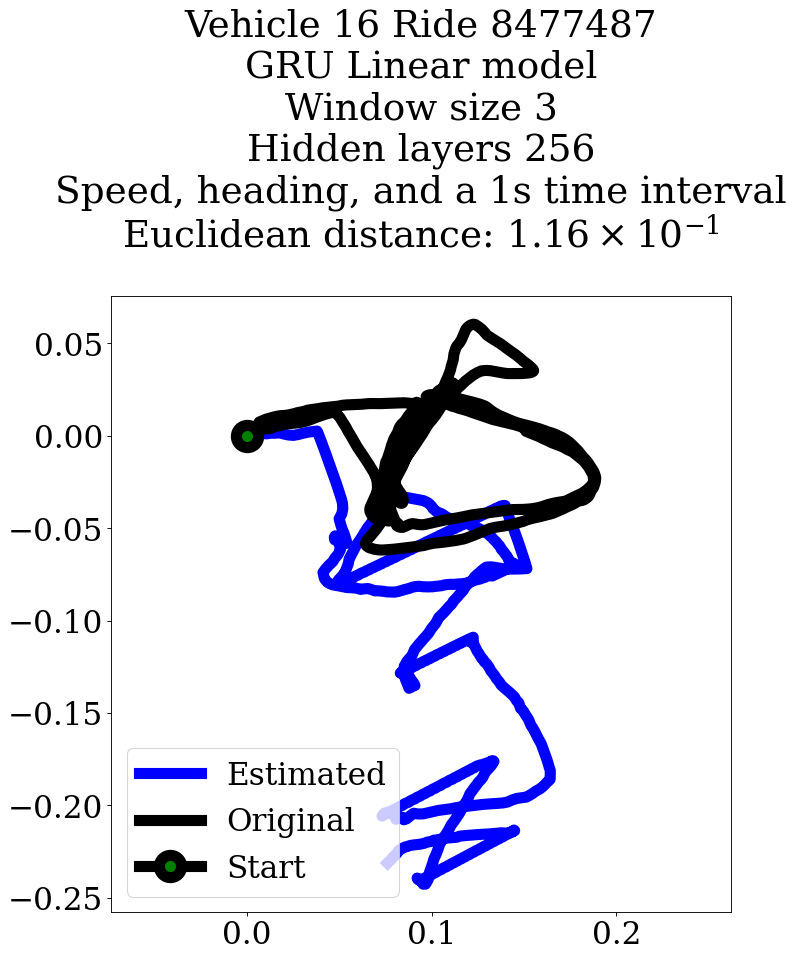 Vehicle 16 Ride 8477487
GRU Linear model
Window size 3
Hidden layers 256
Speed, heading, and a 1s time interval
Euclidean distance: 1.16 × 10⁻¹
0.05
0.00
−0.05
−0.10
−0.15
−0.20
−0.25
Estimated
Original
Start
0.0 0.1 0.2